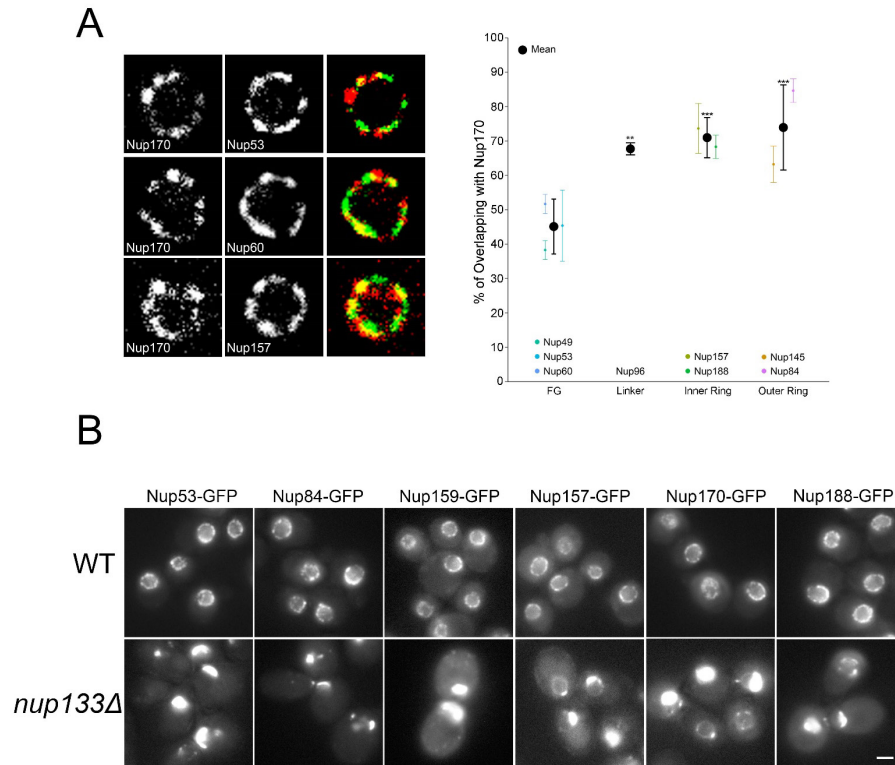 A
Nup170 Nup53
Nup170 Nup60
Nup170 Nup157
% of Overlapping with Nup170
100
90
80
70
60
50
40
30
20
10
0
Mean
**
***
***
Nup49
Nup53
Nup60
Nup96
Nup157
Nup188
Nup145
Nup84
FG Linker Inner Ring Outer Ring
B
Nup53-GFP Nup84-GFP Nup159-GFP Nup157-GFP Nup170-GFP Nup188-GFP
WT
nup133Δ